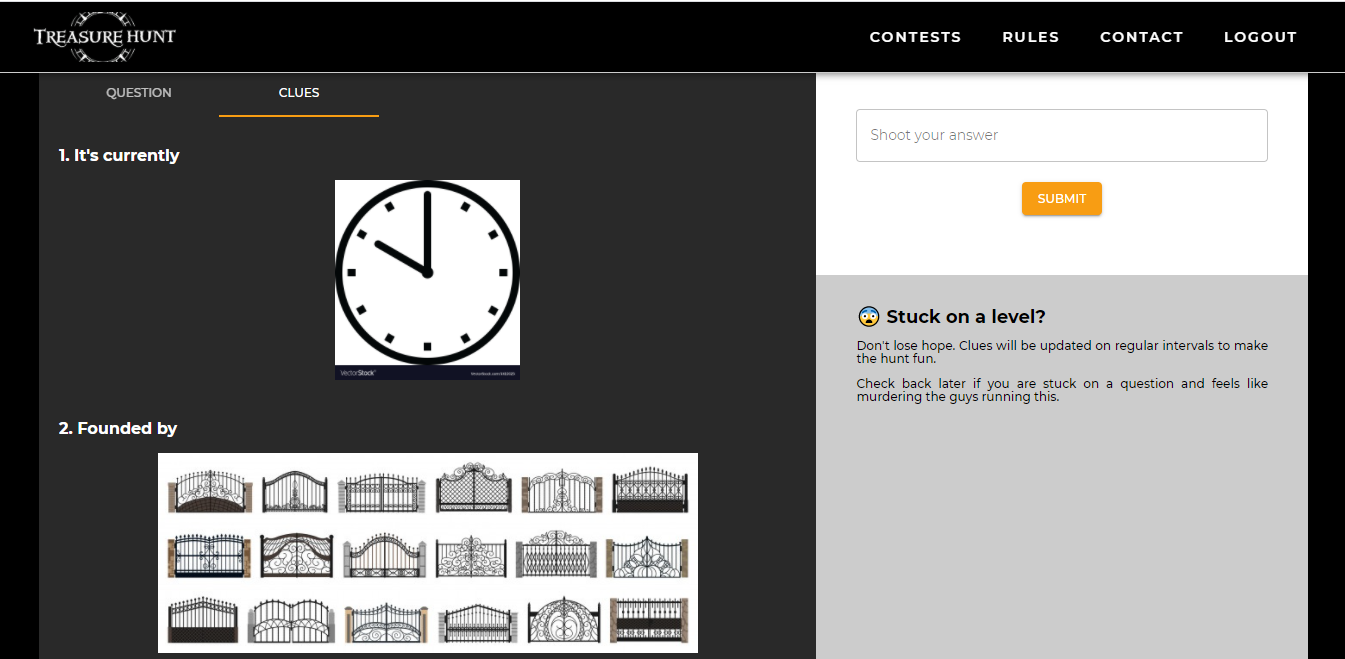 TREASURE HUNT
CONTESTS RULES CONTACT LOGOUT
QUESTION CLUES
1. It's currently
VectorStock®
2. Founded by
Shoot your answer
SUBMIT
😨 Stuck on a level?
Don't lose hope. Clues will be updated on regular intervals to make
the hunt fun.
Check back later if you are stuck on a question and feels like
murdering the guys running this.